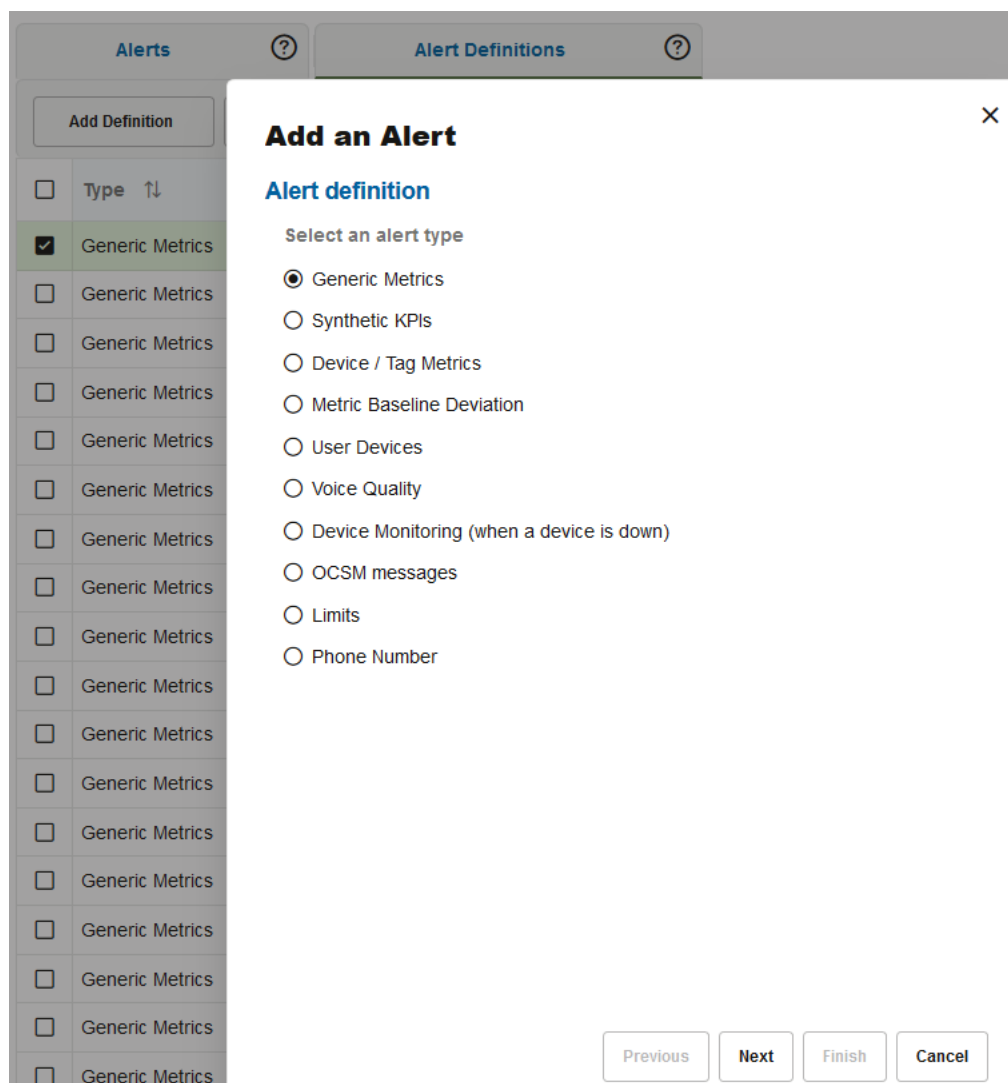 Alerts
Alert Definitions
Add Definition
Add an Alert
Alert definition
Type
Select an alert type
Generic Metrics
Generic Metrics
Generic Metrics
Synthetic KPIs
Generic Metrics
Device / Tag Metrics
Generic Metrics
Metric Baseline Deviation
Generic Metrics
User Devices
Generic Metrics
Voice Quality
Generic Metrics
Device Monitoring (when a device is down)
Generic Metrics
OCSM messages
Generic Metrics
Limits
Generic Metrics
Phone Number
Generic Metrics
Generic Metrics
Generic Metrics
Generic Metrics
Generic Metrics
Generic Metrics
Generic Metrics
Generic Metrics
Generic Metrics
Previous
Next
Finish
Cancel